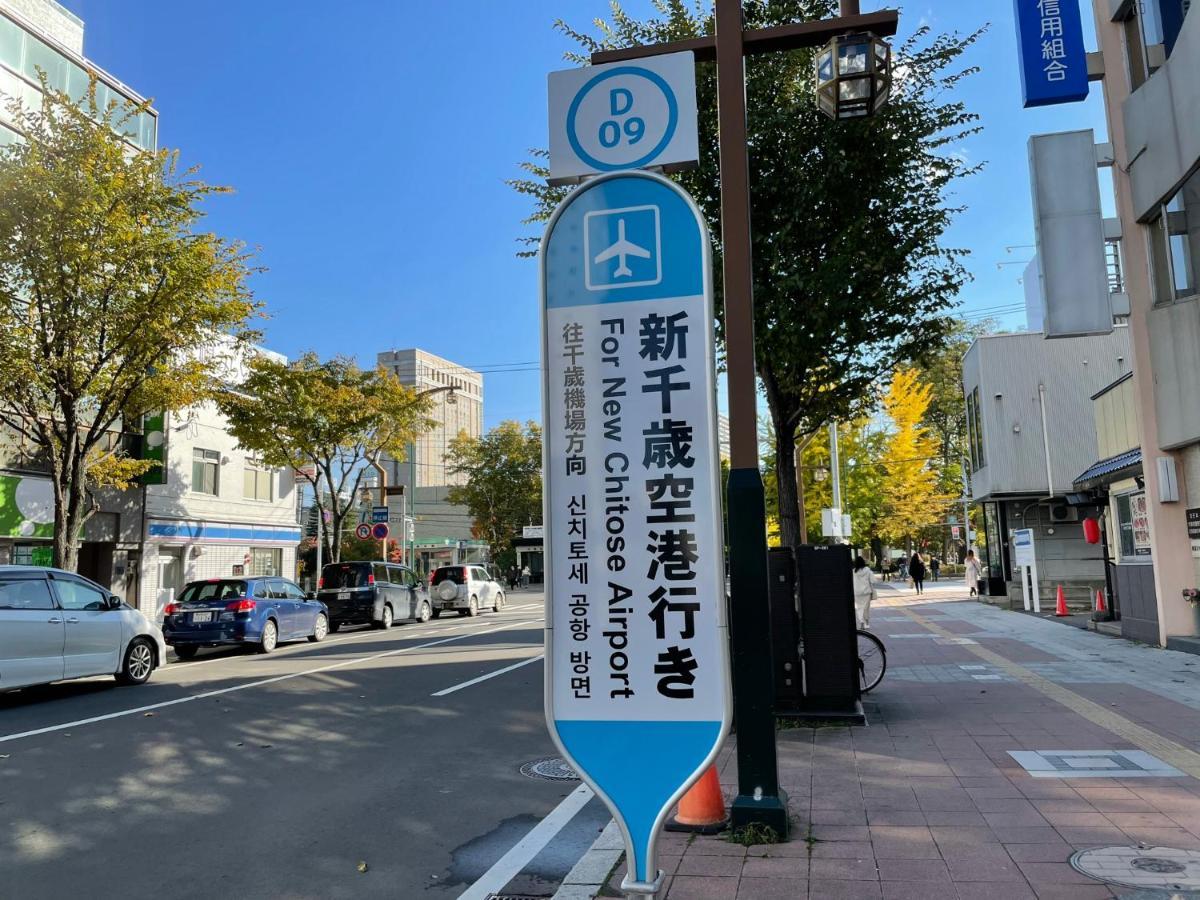 D
09
新千歳空港行き
For New Chitose Airport
往千歲機場方向 신치토세 공항 방면
信用組合